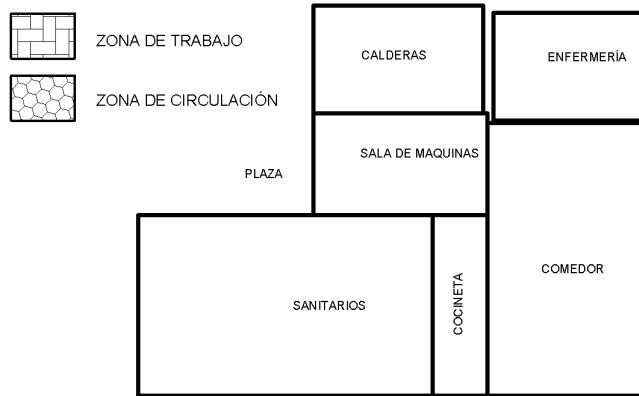 ZONA DE TRABAJO
ZONA DE CIRCULACIÓN
CALDERAS
ENFERMERÍA
SALA DE MAQUINAS
PLAZA
SANITARIOS
COCINETA
COMEDOR